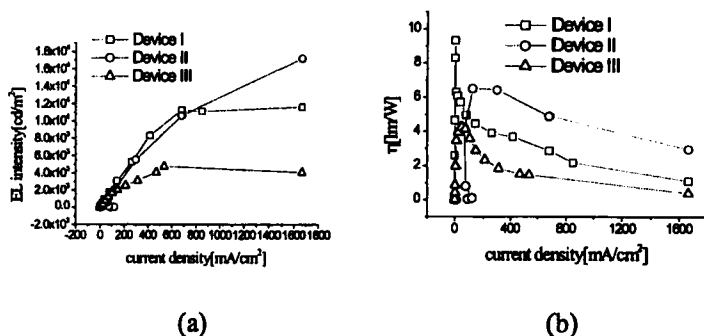 1.8x10⁴
1.6x10⁴
1.4x10⁴
1.2x10⁴
1.0x10⁴
8.0x10³
6.0x10³
4.0x10³
2.0x10³
0.0
-2.0x10³
EL intensity[cd/m²]
Device I
Device II
Device III
-200 0 200 400 600 800 1000 1200 1400 1600 1800
current density[mA/cm²]
(a)
10
8
6
4
2
0
η[lm/W]
Device I
Device II
Device III
0 400 800 1200 1600
current density[mA/cm²]
(b)